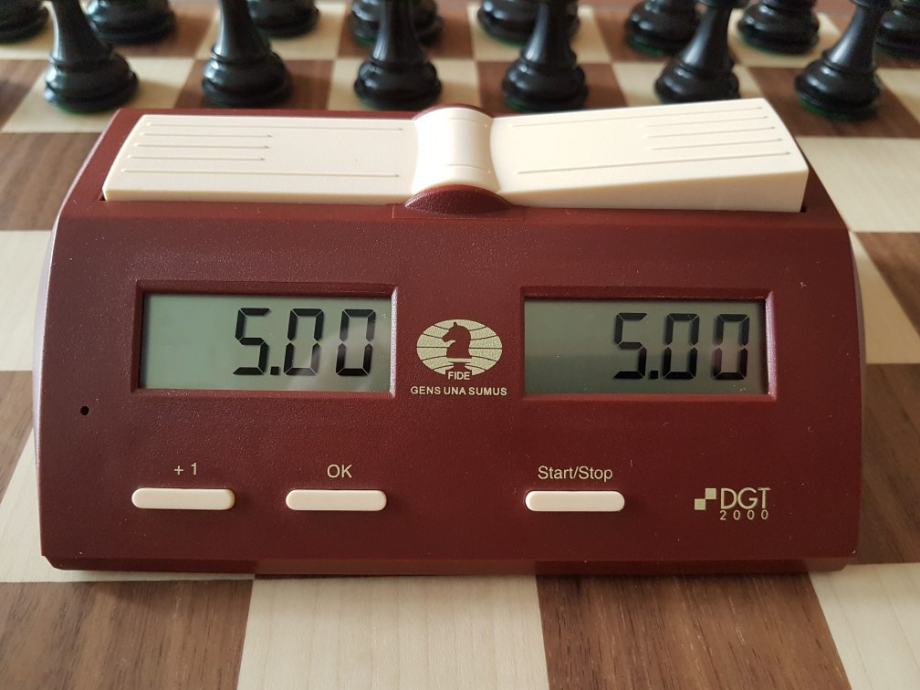 5.00
5.00
FIDE
GENS UNA SUMUS
+ 1
OK
Start/Stop
DGT
2000